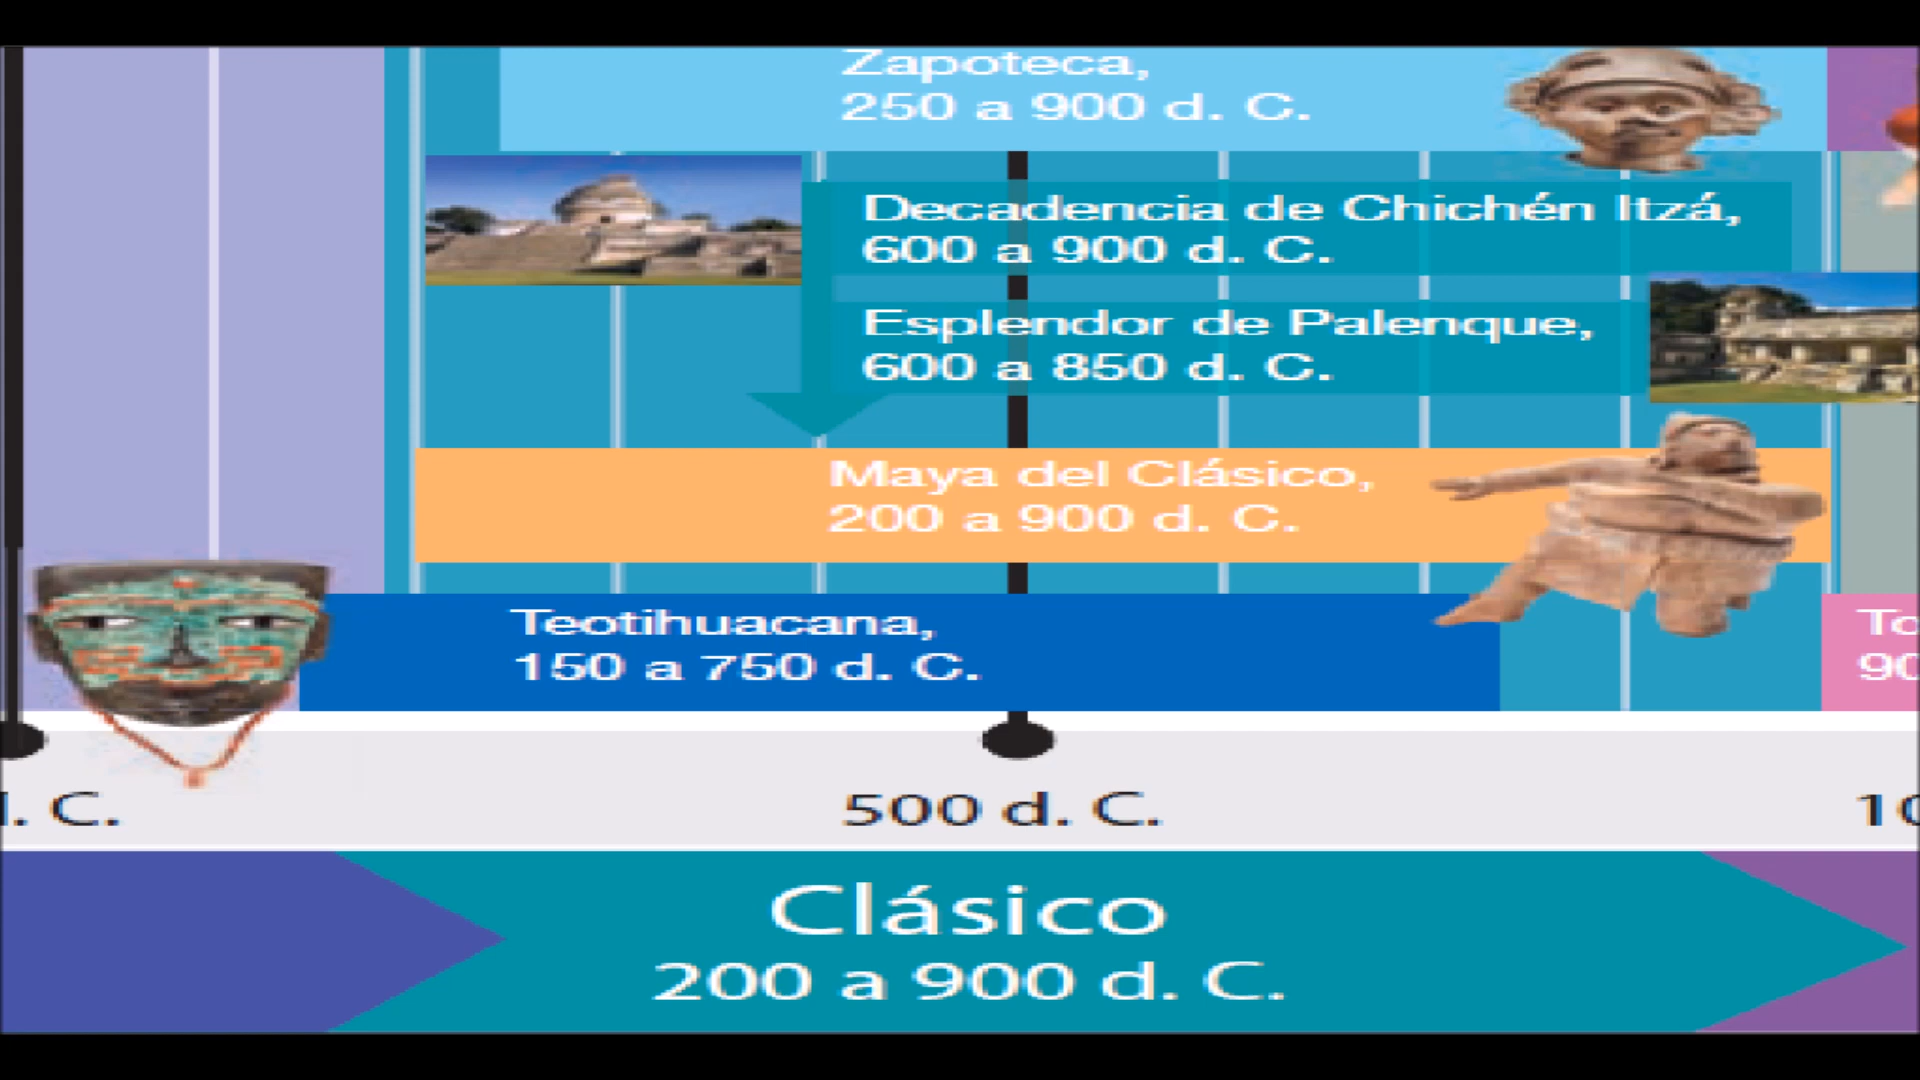 Zapoteca,
250 a 900 d. C.
Decadencia de Chichén Itzá,
600 a 900 d. C.
Esplendor de Palenque,
600 a 850 d. C.
Maya del Clásico,
200 a 900 d. C.
Teotihuacana,
150 a 750 d. C.
. C.
500 d. C.
Clásico
200 a 900 d. C.